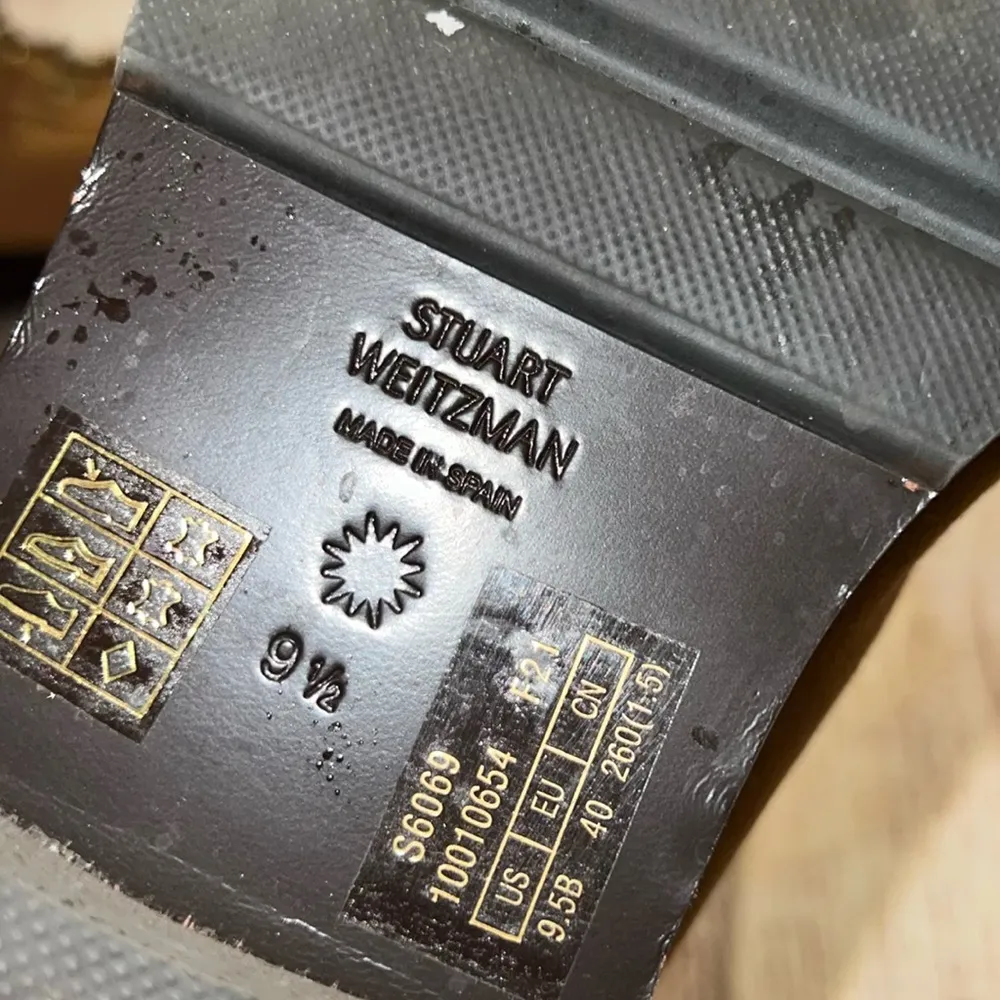 STUART
WEITZMAN
MADE IN SPAIN
9 ½
S6069
10010654 F21
US EU CN
9.5B 40 260(1.5)